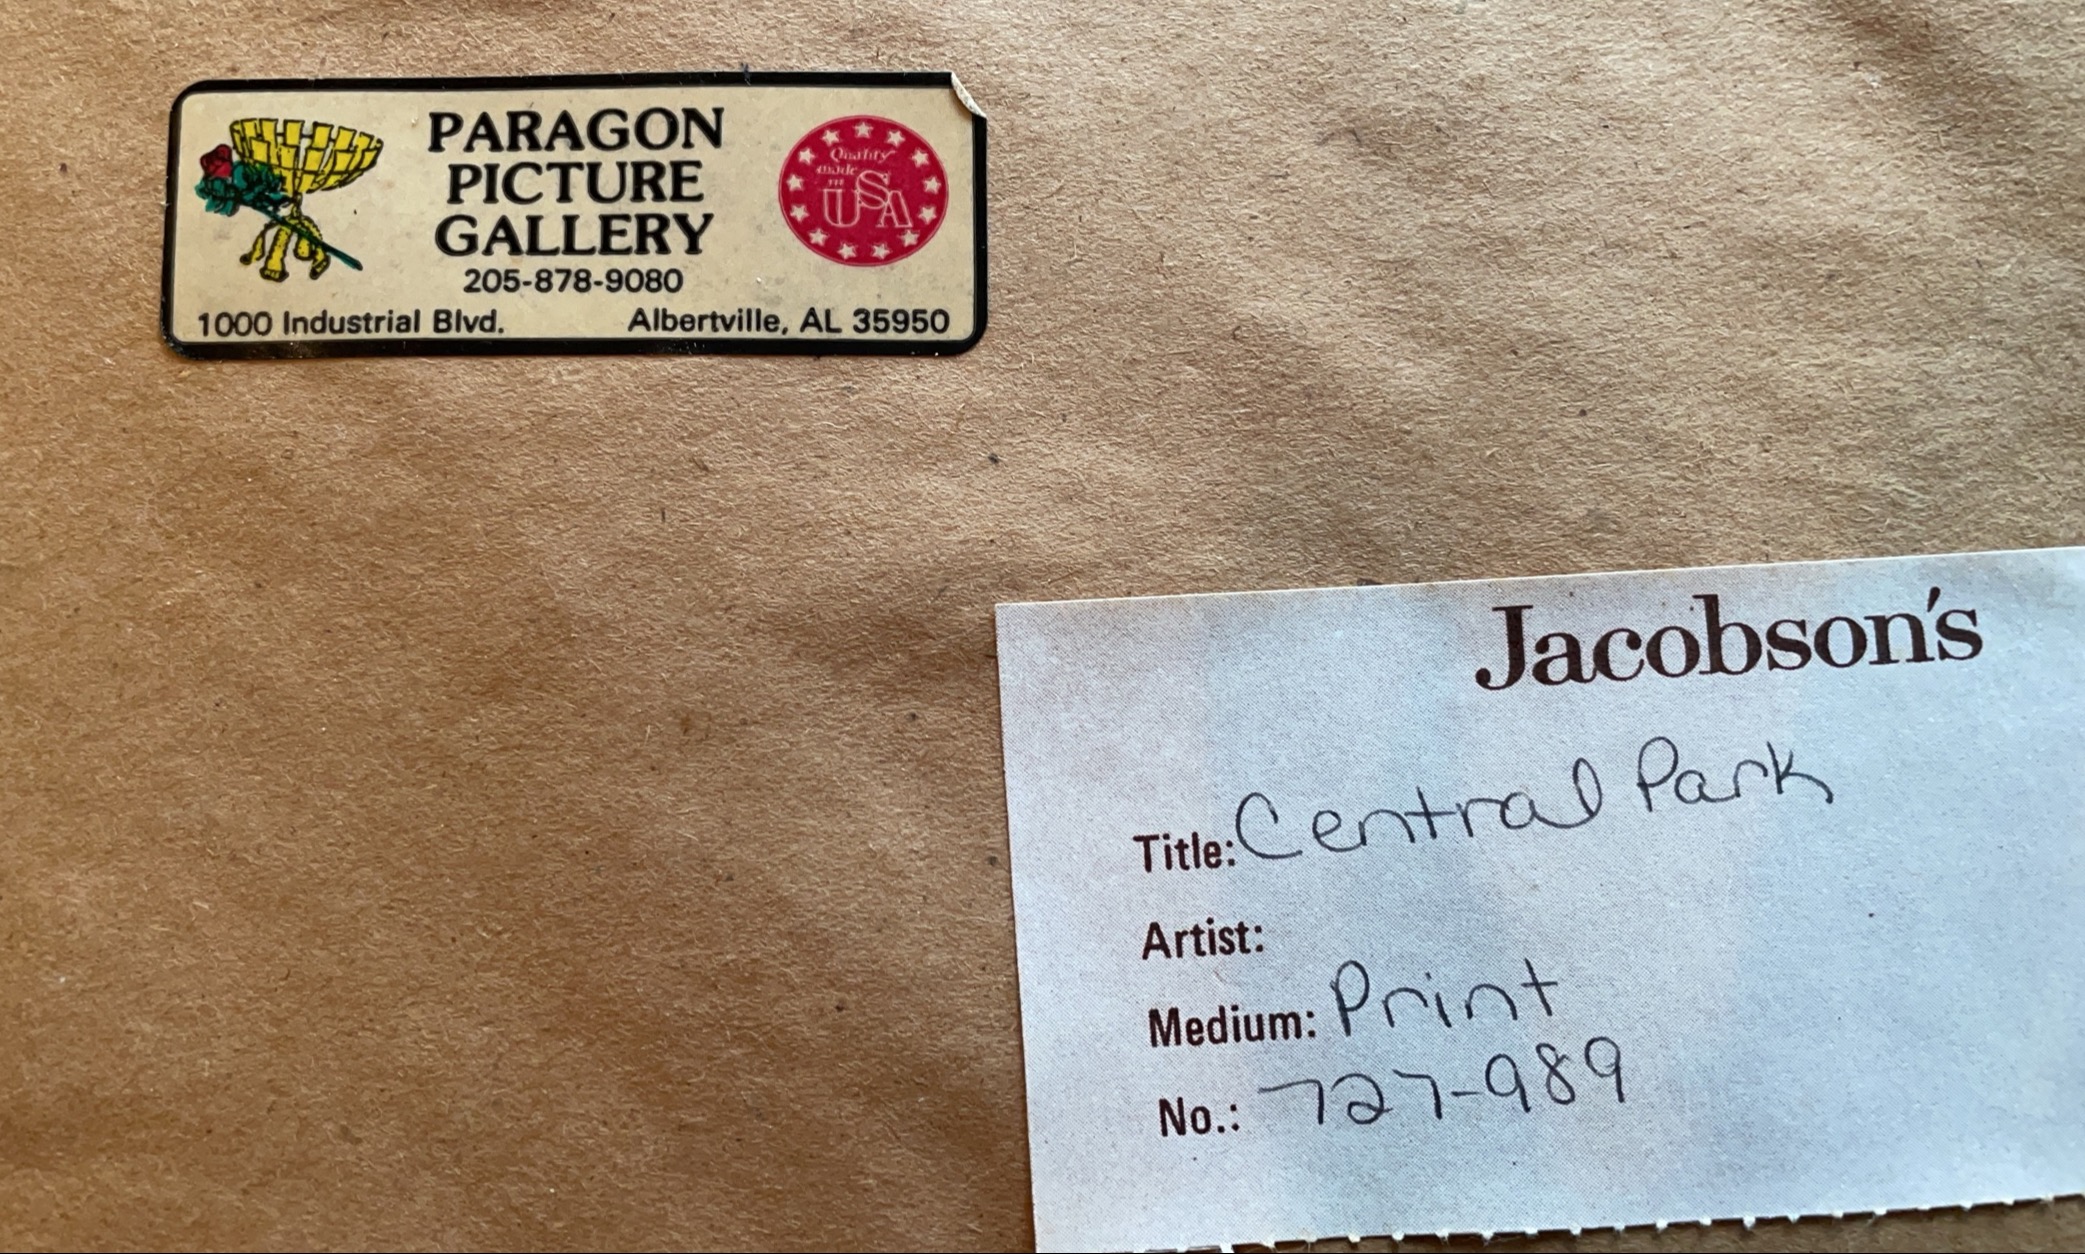 PARAGON
PICTURE
GALLERY
205-878-9080
1000 Industrial Blvd. Albertville, AL 35950
Quality
made
in
USA
Jacobson's
Title: Central Park
Artist:
Medium: Print
No.: 727-989